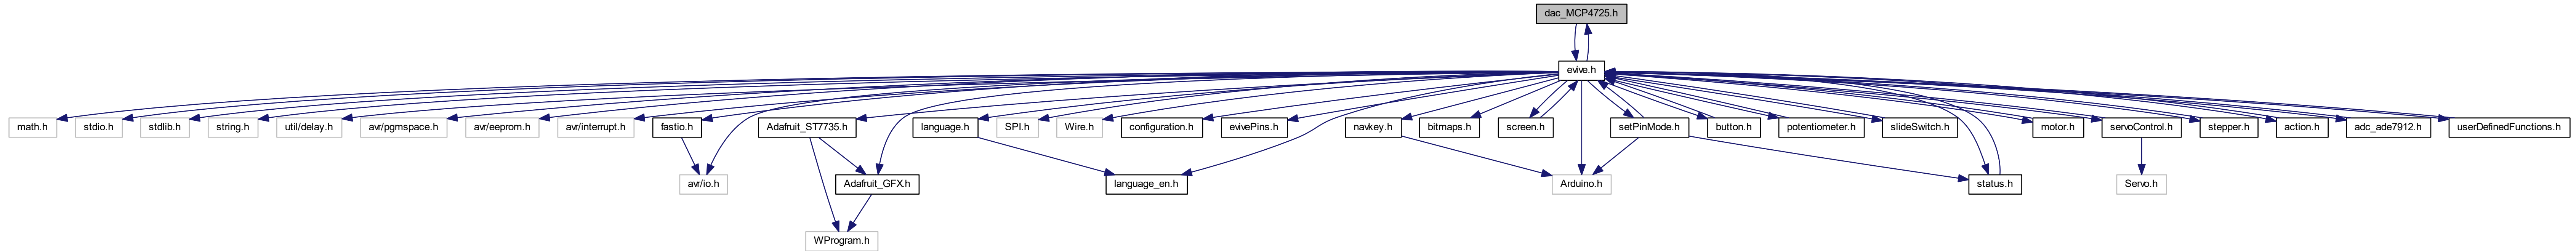 dac_MCP4725.h
evive.h
math.h
stdio.h
stdlib.h
string.h
util/delay.h
avr/pgmspace.h
avr/eeprom.h
avr/interrupt.h
fastio.h
Adafruit_ST7735.h
language.h
SPI.h
Wire.h
configuration.h
evivePins.h
navkey.h
bitmaps.h
screen.h
setPinMode.h
button.h
potentiometer.h
slideSwitch.h
motor.h
servoControl.h
stepper.h
action.h
adc_ade7912.h
userDefinedFunctions.h
avr/io.h
Adafruit_GFX.h
language_en.h
Arduino.h
status.h
Servo.h
WProgram.h